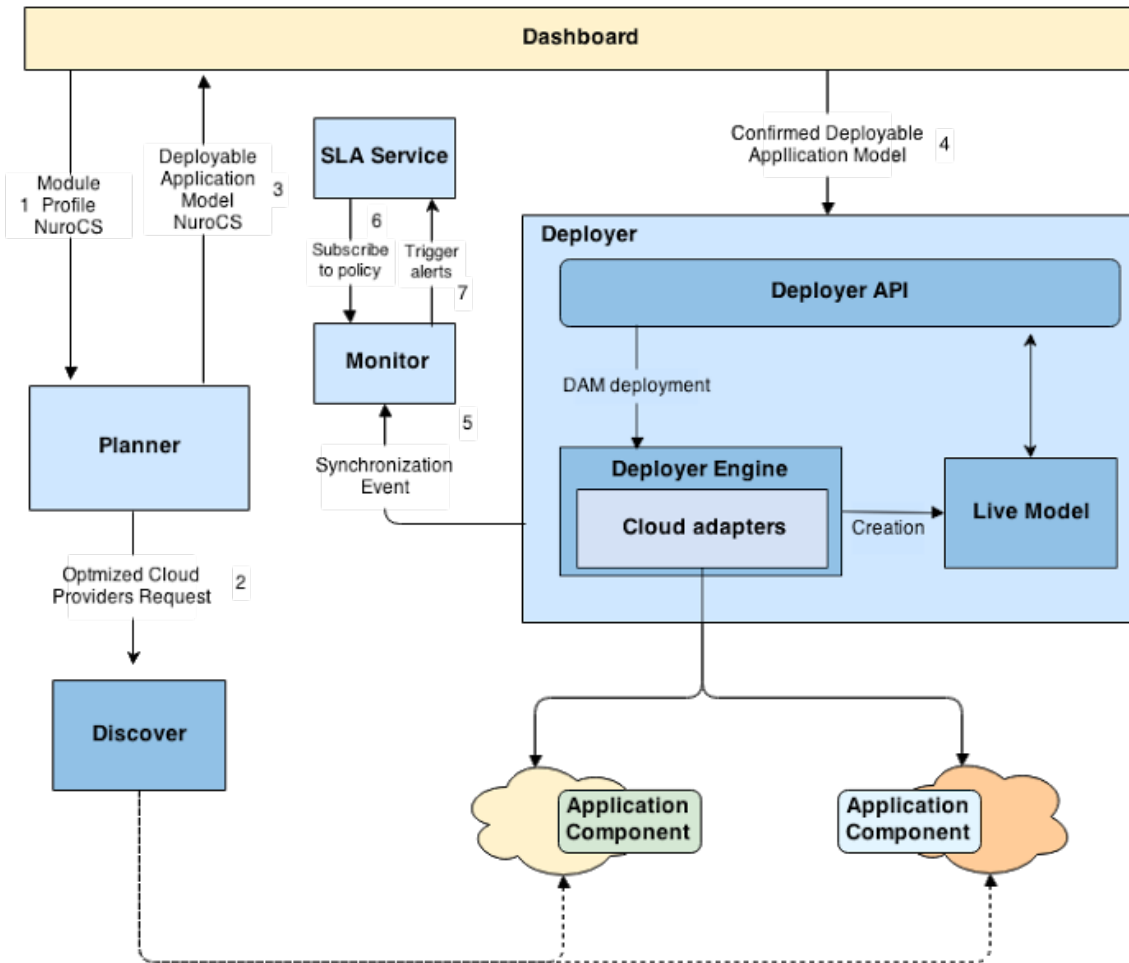 Dashboard
1
Module
Profile
NuroCS
Deployable
Application
Model
NuroCS
3
SLA Service
6
Subscribe
to policy
Trigger
alerts
7
Monitor
5
Synchronization
Event
Confirmed Deployable
Appllication Model
4
Planner
Optmized Cloud
Providers Request
2
Discover
Deployer
Deployer API
DAM deployment
Deployer Engine
Cloud adapters
Creation
Live Model
Application
Component
Application
Component